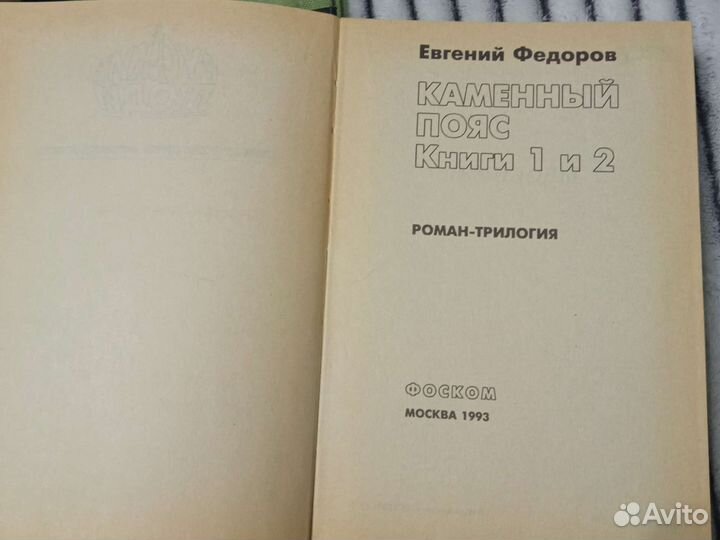 Евгений Федоров
КАМЕННЫЙ
ПОЯС
Книги 1 и 2
РОМАН-ТРИЛОГИЯ
ФОСКОМ
МОСКВА 1993
Avito